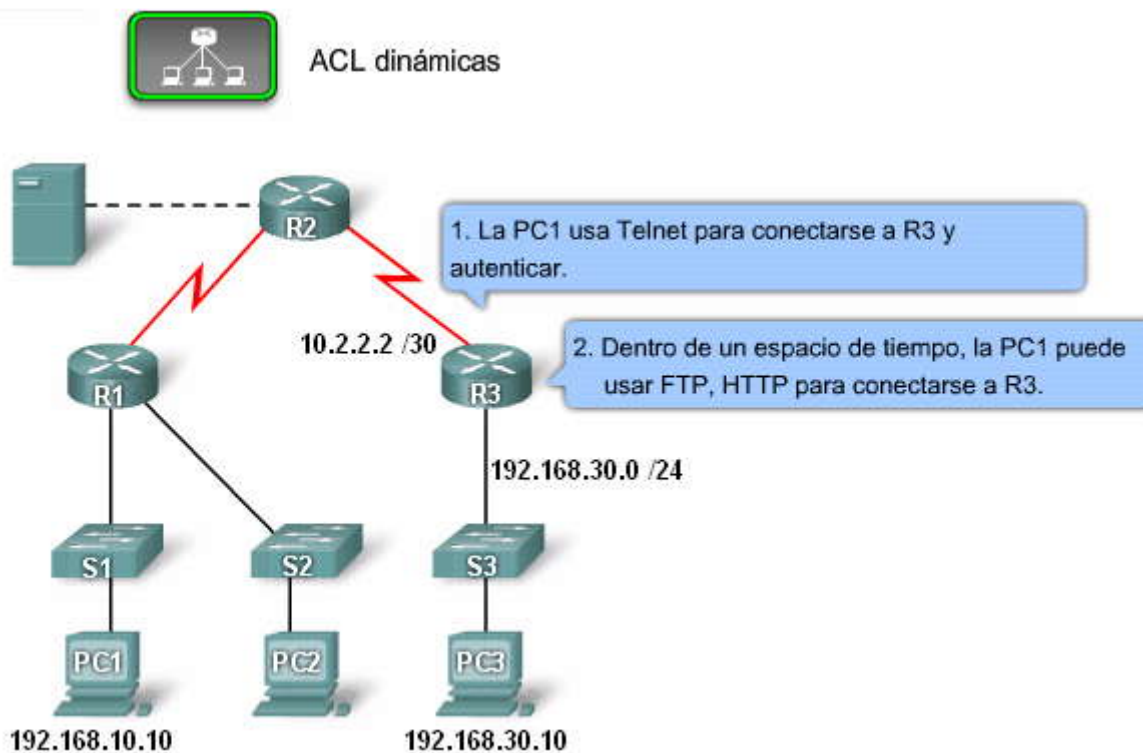 ACL dinámicas
R2
1. La PC1 usa Telnet para conectarse a R3 y
autenticar.
10.2.2.2 /30
2. Dentro de un espacio de tiempo, la PC1 puede
usar FTP, HTTP para conectarse a R3.
R1
R3
192.168.30.0 /24
S1
S2
S3
PC1
PC2
PC3
192.168.10.10
192.168.30.10